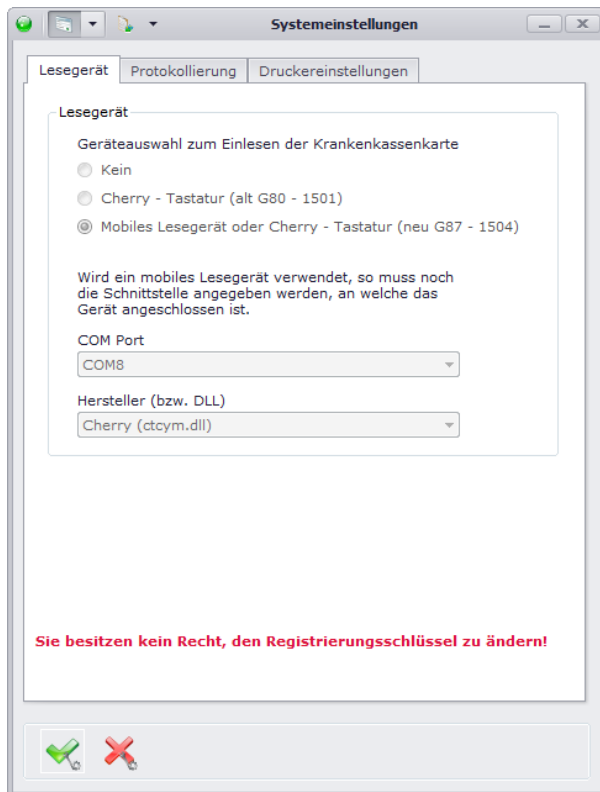 Systemeinstellungen
Lesegerät Protokollierung Druckereinstellungen
Lesegerät
Geräteauswahl zum Einlesen der Krankenkassenkarte
Kein
Cherry - Tastatur (alt G80 - 1501)
Mobiles Lesegerät oder Cherry - Tastatur (neu G87 - 1504)
Wird ein mobiles Lesegerät verwendet, so muss noch
die Schnittstelle angegeben werden, an welche das
Gerät angeschlossen ist.
COM Port
COM8
Hersteller (bzw. DLL)
Cherry (ctcym.dll)
Sie besitzen kein Recht, den Registrierungsschlüssel zu ändern!